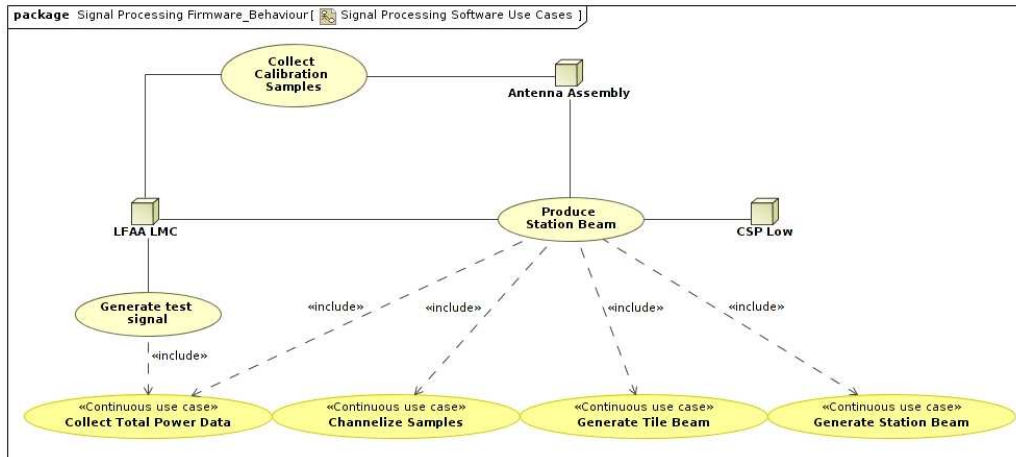 package Signal Processing Firmware_Behaviour[ Signal Processing Software Use Cases ]
Collect
Calibration
Samples
Antenna Assembly
LFAA LMC
Produce
Station Beam
CSP Low
Generate test
signal
«include»
«include»
«include»
«include»
«include»
«Continuous use case»
Collect Total Power Data
«Continuous use case»
Channelize Samples
«Continuous use case»
Generate Tile Beam
«Continuous use case»
Generate Station Beam